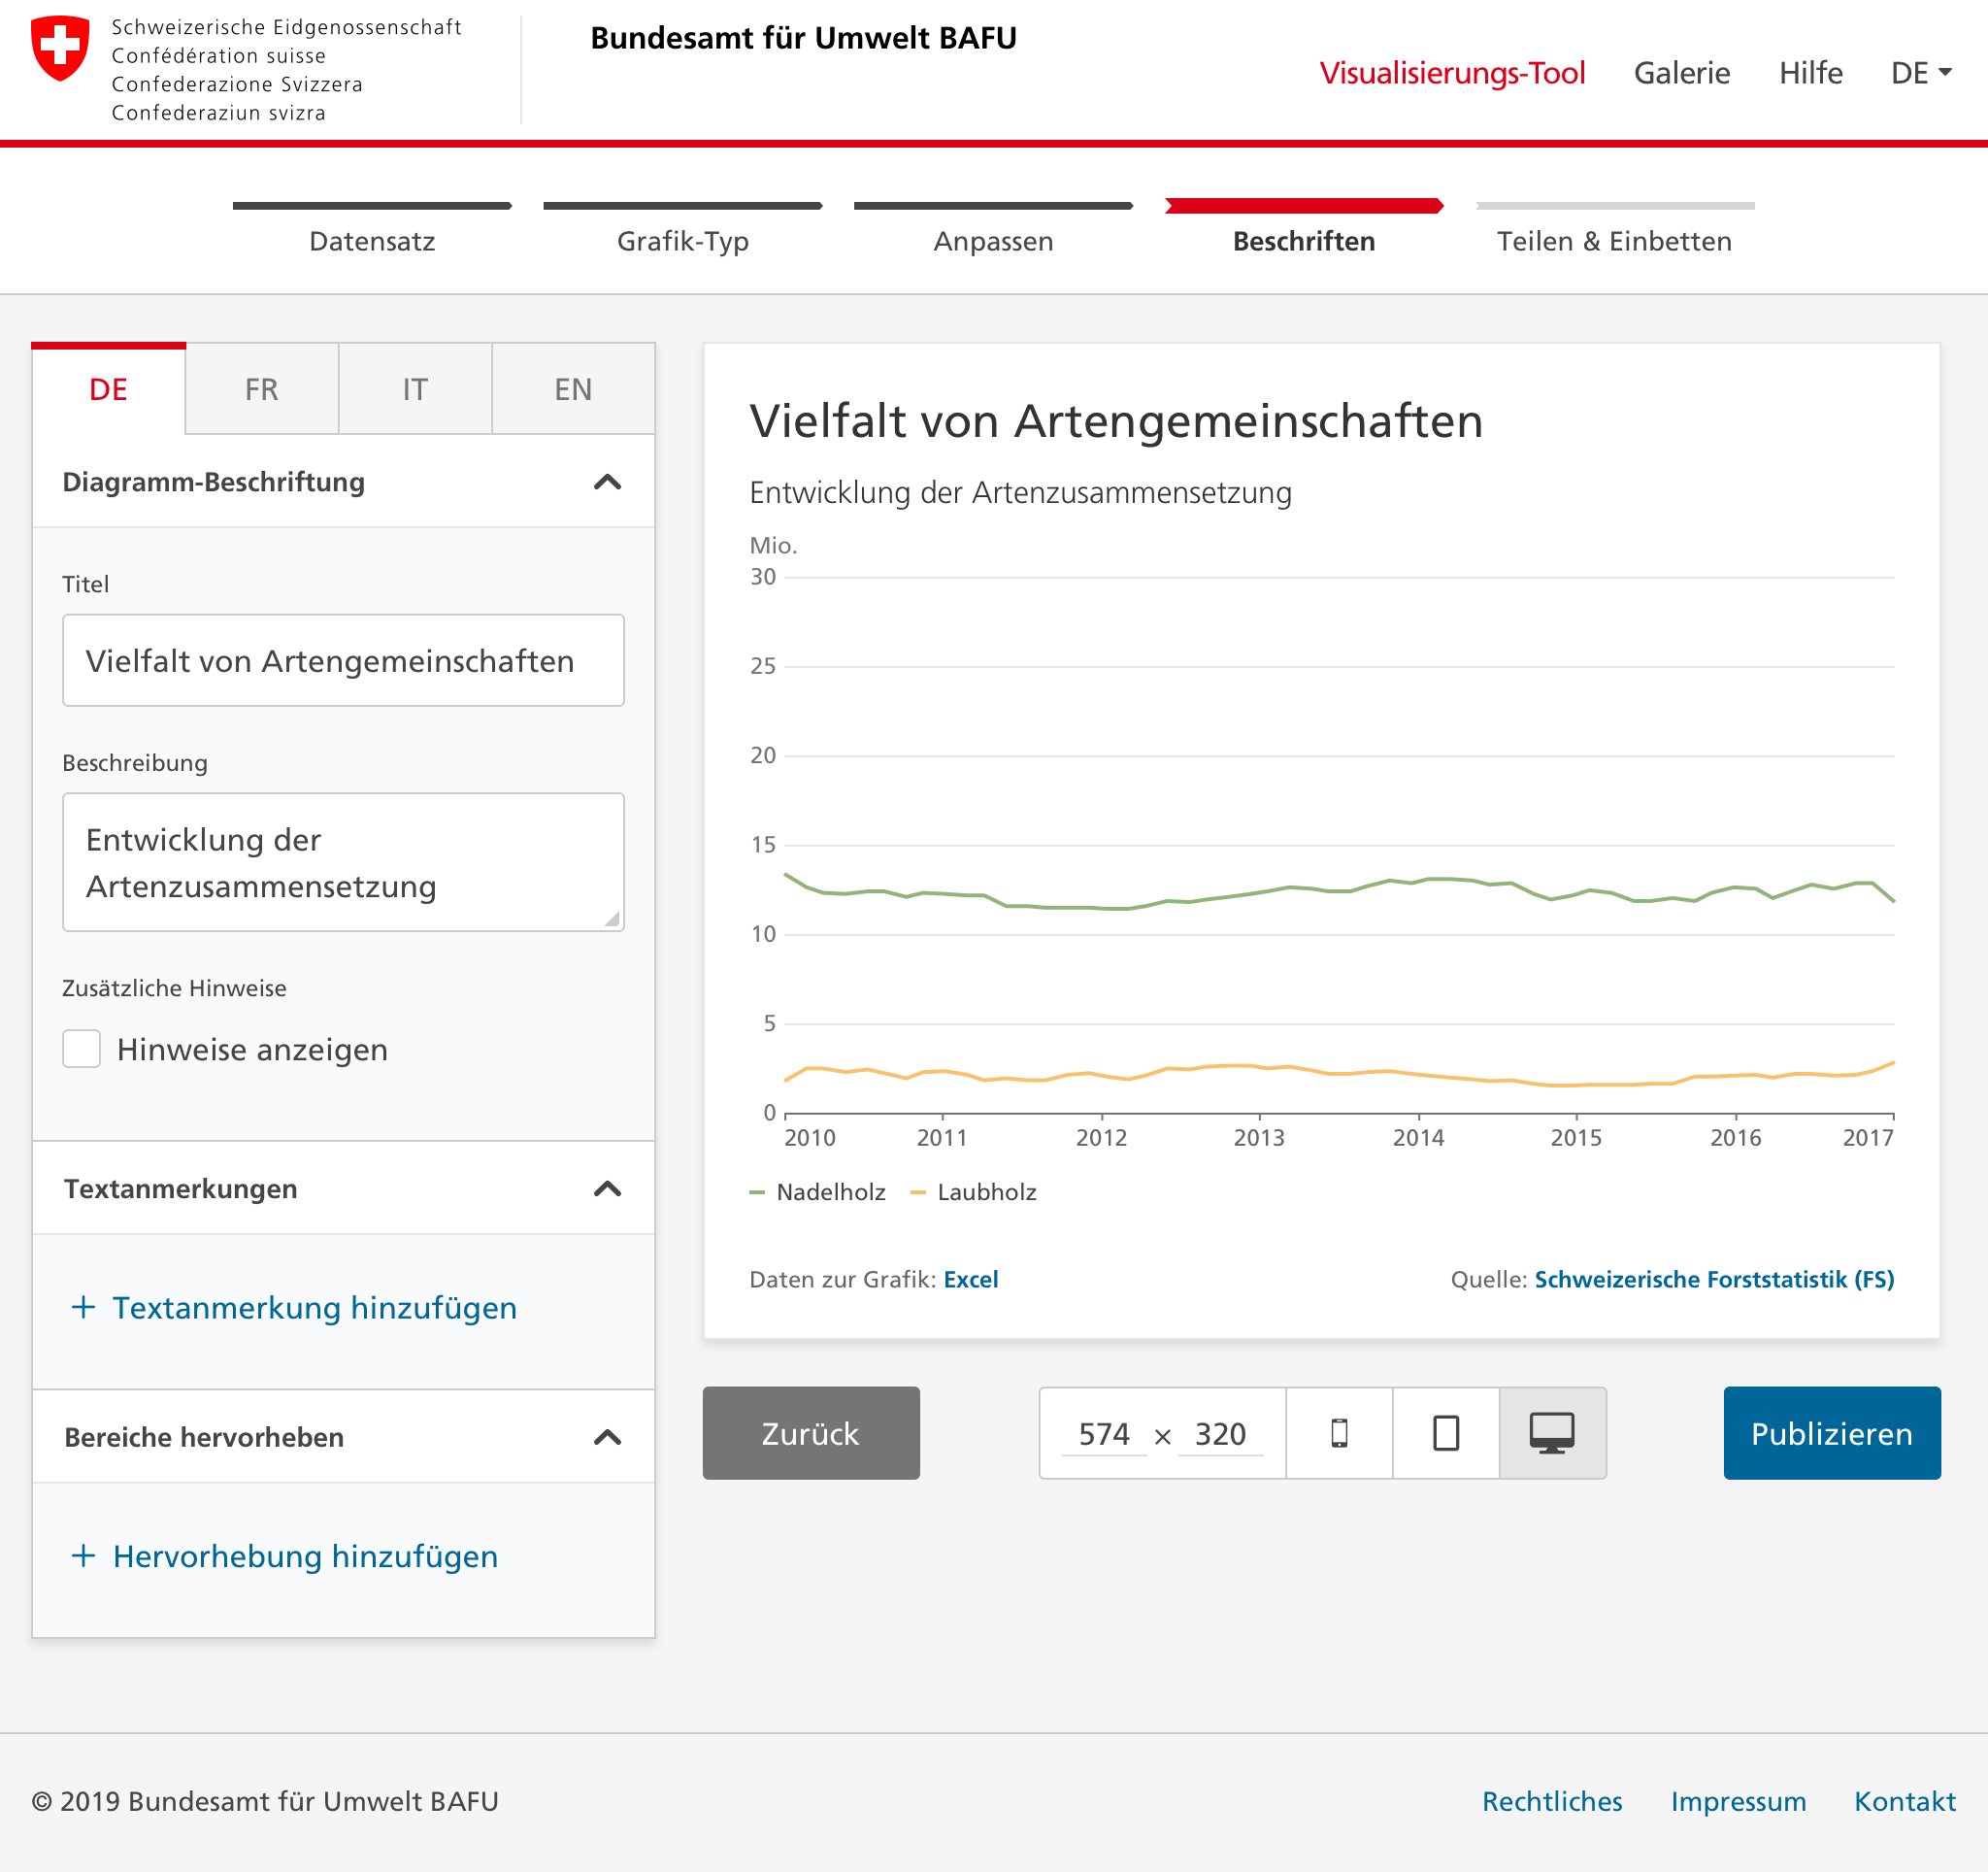 Schweizerische Eidgenossenschaft
Confédération suisse
Confederazione Svizzera
Confederaziun svizra
Bundesamt für Umwelt BAFU
Visualisierungs-Tool Galerie Hilfe DE
Datensatz Grafik-Typ Anpassen Beschriften Teilen & Einbetten
DE FR IT EN
Diagramm-Beschriftung
Titel
Vielfalt von Artengemeinschaften
Beschreibung
Entwicklung der
Artenzusammensetzung
Zusätzliche Hinweise
Hinweise anzeigen
Textanmerkungen
+ Textanmerkung hinzufügen
Bereiche hervorheben
+ Hervorhebung hinzufügen
Vielfalt von Artengemeinschaften
Entwicklung der Artenzusammensetzung
Mio.
30
25
20
15
10
5
0
2010 2011 2012 2013 2014 2015 2016 2017
Nadelholz Laubholz
Daten zur Grafik: Excel Quelle: Schweizerische Forststatistik (FS)
Zurück 574 × 320 Publizieren
© 2019 Bundesamt für Umwelt BAFU Rechtliches Impressum Kontakt